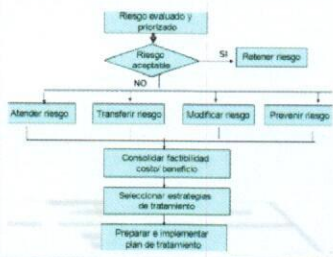 Riesgo evaluado y
priorizado
Riesgo
aceptable
SI
Retener riesgo
NO
Atender riesgo
Transferir riesgo
Modificar riesgo
Prevenir riesgo
Consolidar factibilidad
costo/ beneficio
Seleccionar estrategias
de tratamiento
Preparar e implementar
plan de tratamiento